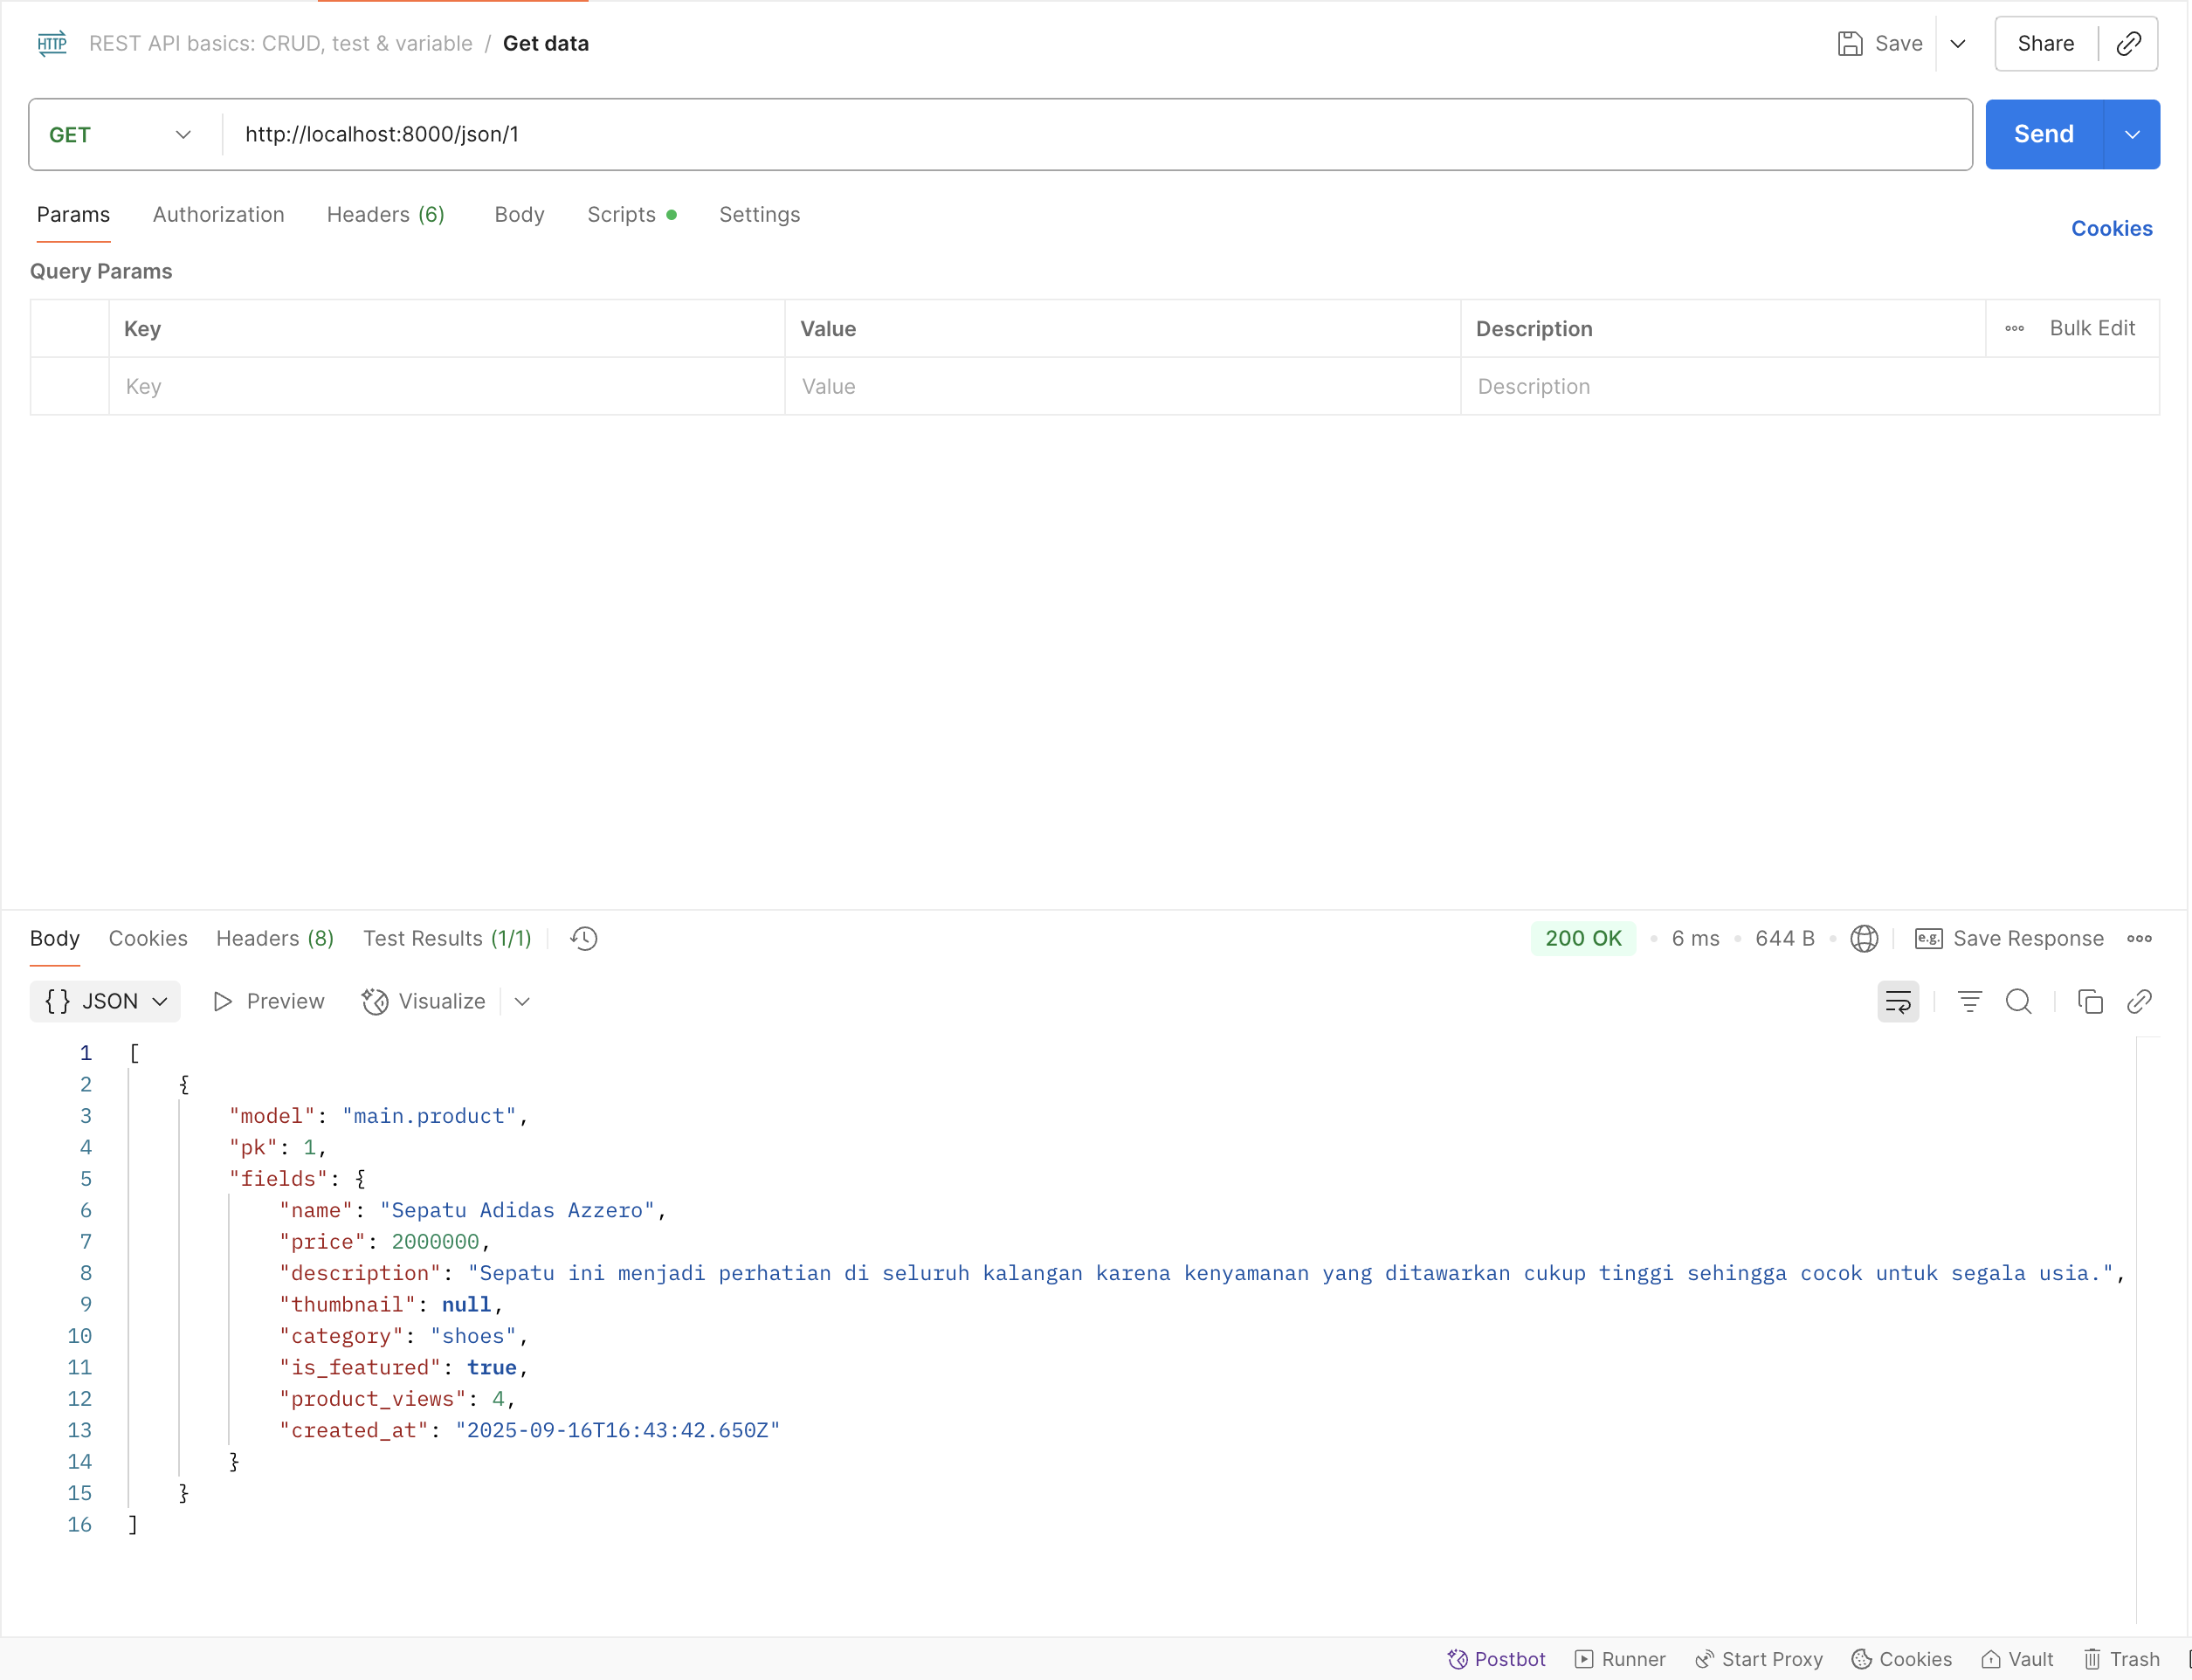 HTTP REST API basics: CRUD, test & variable / Get data Save Share
GET http://localhost:8000/json/1 Send
Params Authorization Headers (6) Body Scripts Settings
Cookies
Query Params
Key Value Description Bulk Edit
Key Value Description
Body Cookies Headers (8) Test Results (1/1) 200 OK 6 ms 644 B e.g. Save Response
{} JSON Preview Visualize
1 [
2 {
3 "model": "main.product",
4 "pk": 1,
5 "fields": {
6 "name": "Sepatu Adidas Azzero",
7 "price": 2000000,
8 "description": "Sepatu ini menjadi perhatian di seluruh kalangan karena kenyamanan yang ditawarkan cukup tinggi sehingga cocok untuk segala usia.",
9 "thumbnail": null,
10 "category": "shoes",
11 "is_featured": true,
12 "product_views": 4,
13 "created_at": "2025-09-16T16:43:42.650Z"
14 }
15 }
16 ]
Postbot Runner Start Proxy Cookies Vault Trash